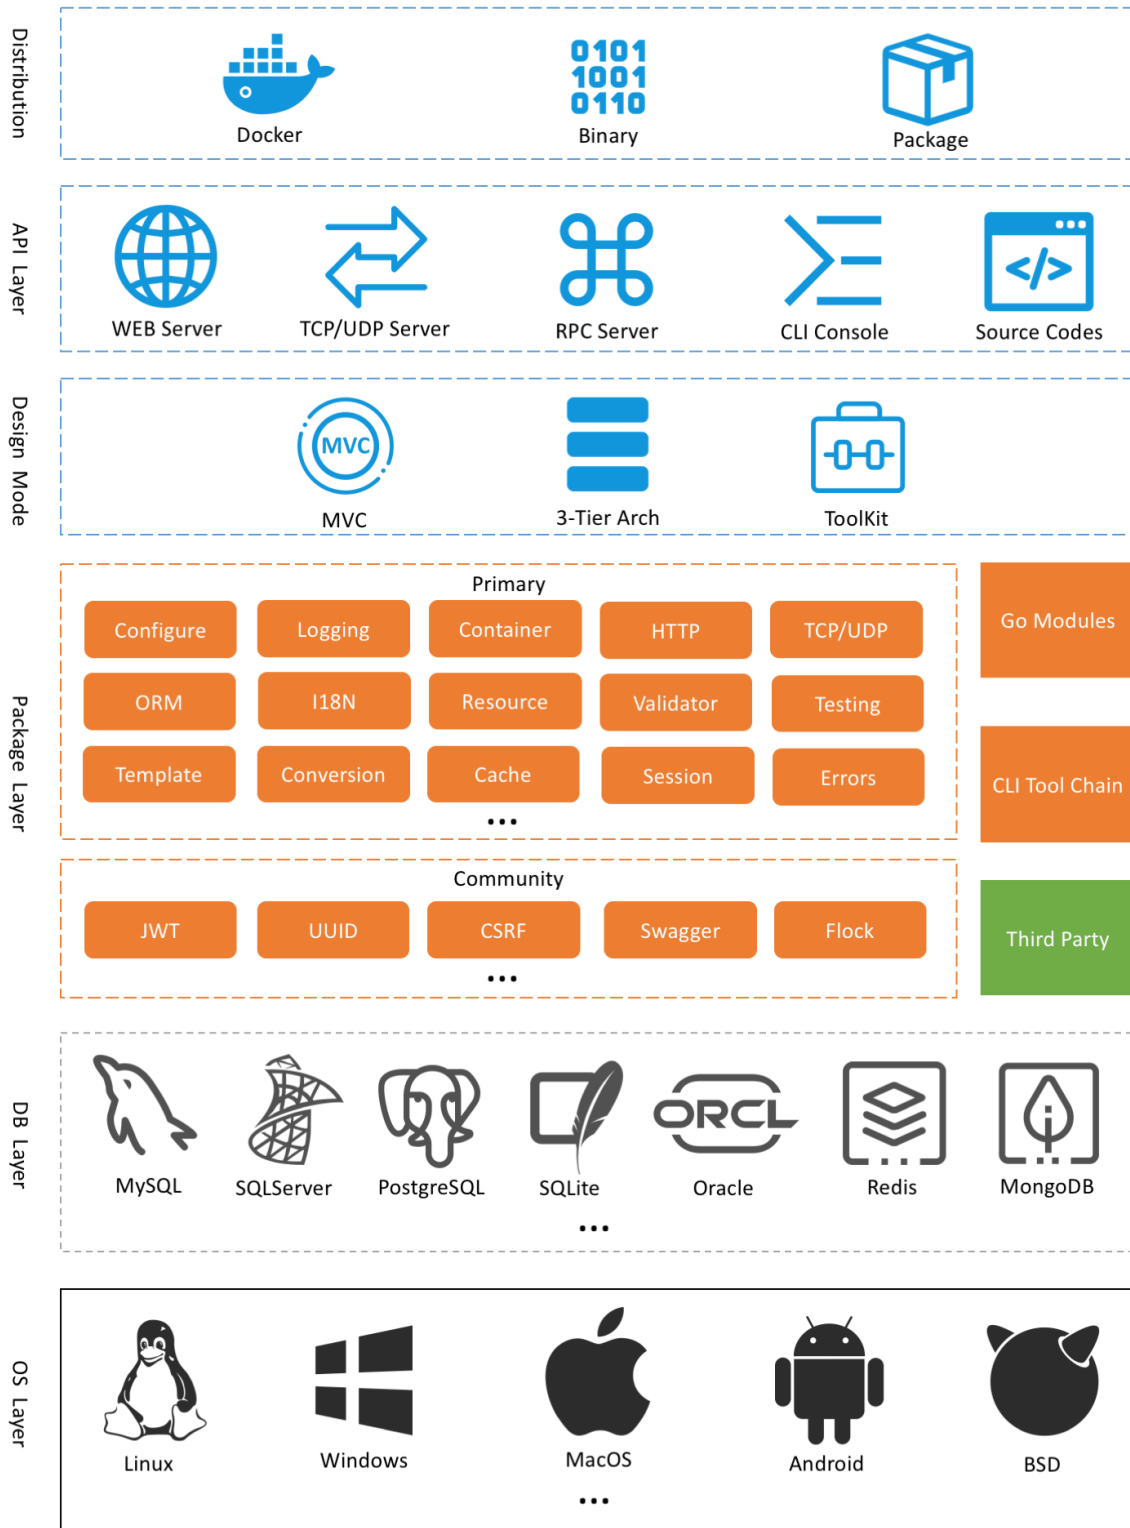 Distribution
0101
1001
0110
Docker
Binary
Package
API Layer
WEB Server
TCP/UDP Server
RPC Server
CLI Console
</>
Source Codes
Design Mode
MVC
MVC
3-Tier Arch
ToolKit
Package Layer
Primary
Configure
Logging
Container
HTTP
TCP/UDP
ORM
I18N
Resource
Validator
Testing
Template
Conversion
Cache
Session
Errors
...
Go Modules
CLI Tool Chain
Community
JWT
UUID
CSRF
Swagger
Flock
...
Third Party
DB Layer
ORCL
MySQL
SQLServer
PostgreSQL
SQLite
Oracle
Redis
MongoDB
...
OS Layer
Linux
Windows
MacOS
Android
BSD
...